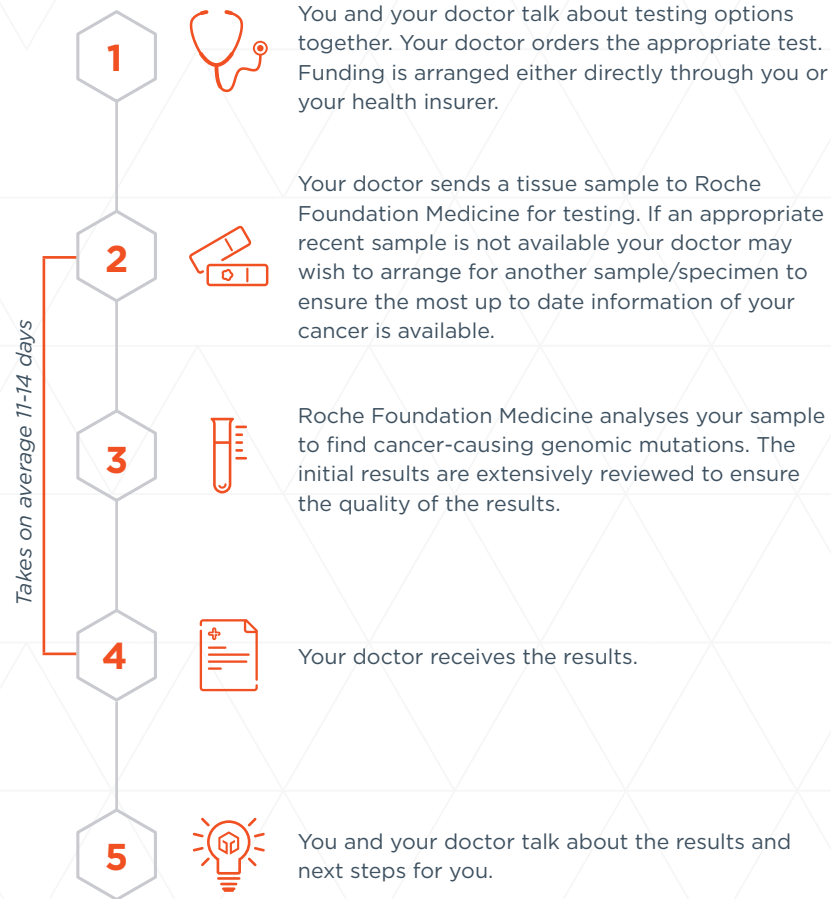 1
You and your doctor talk about testing options
together. Your doctor orders the appropriate test.
Funding is arranged either directly through you or
your health insurer.
2
Your doctor sends a tissue sample to Roche
Foundation Medicine for testing. If an appropriate
recent sample is not available your doctor may
wish to arrange for another sample/specimen to
ensure the most up to date information of your
cancer is available.
Takes on average 11-14 days
3
Roche Foundation Medicine analyses your sample
to find cancer-causing genomic mutations. The
initial results are extensively reviewed to ensure
the quality of the results.
4
Your doctor receives the results.
5
You and your doctor talk about the results and
next steps for you.